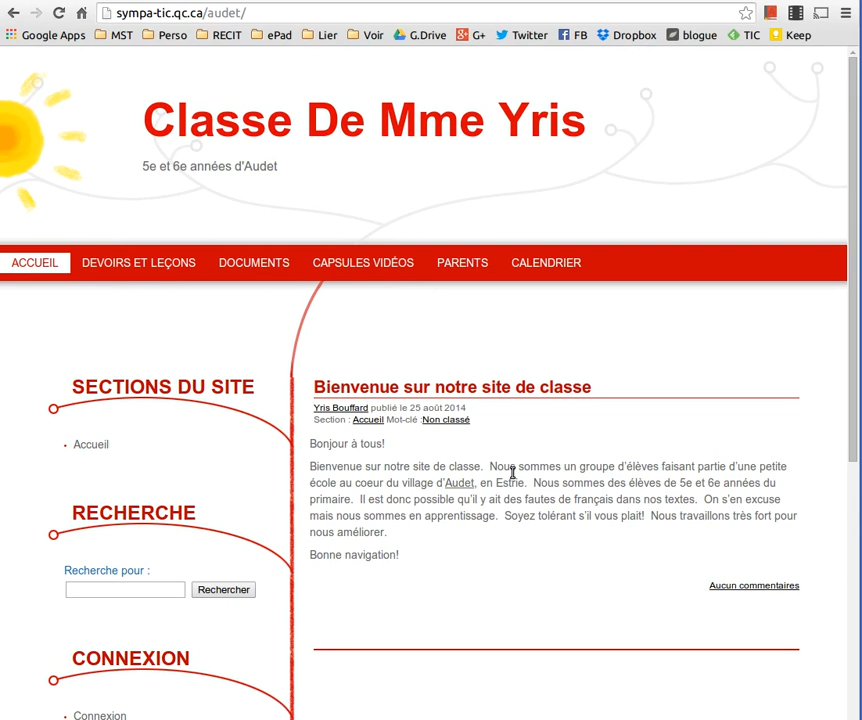 sympa-tic.qc.ca/audet/
Google Apps MST Perso RECIT ePad Lier Voir G.Drive G+ Twitter FB Dropbox blogue TIC Keep
Classe De Mme Yris
5e et 6e années d'Audet
ACCUEIL DEVOIRS ET LEÇONS DOCUMENTS CAPSULES VIDÉOS PARENTS CALENDRIER
SECTIONS DU SITE
Accueil
RECHERCHE
Recherche pour :
Rechercher
CONNEXION
Connexion
Bienvenue sur notre site de classe
Yris Bouffard publié le 25 août 2014
Section : Accueil Mot-clé :Non classé
Bonjour à tous!
Bienvenue sur notre site de classe. Nous sommes un groupe d'élèves faisant partie d'une petite
école au coeur du village d'Audet, en Estrie. Nous sommes des élèves de 5e et 6e années du
primaire. Il est donc possible qu'il y ait des fautes de français dans nos textes. On s'en excuse
mais nous sommes en apprentissage. Soyez tolérant s'il vous plait! Nous travaillons très fort pour
nous améliorer.
Bonne navigation!
Aucun commentaires